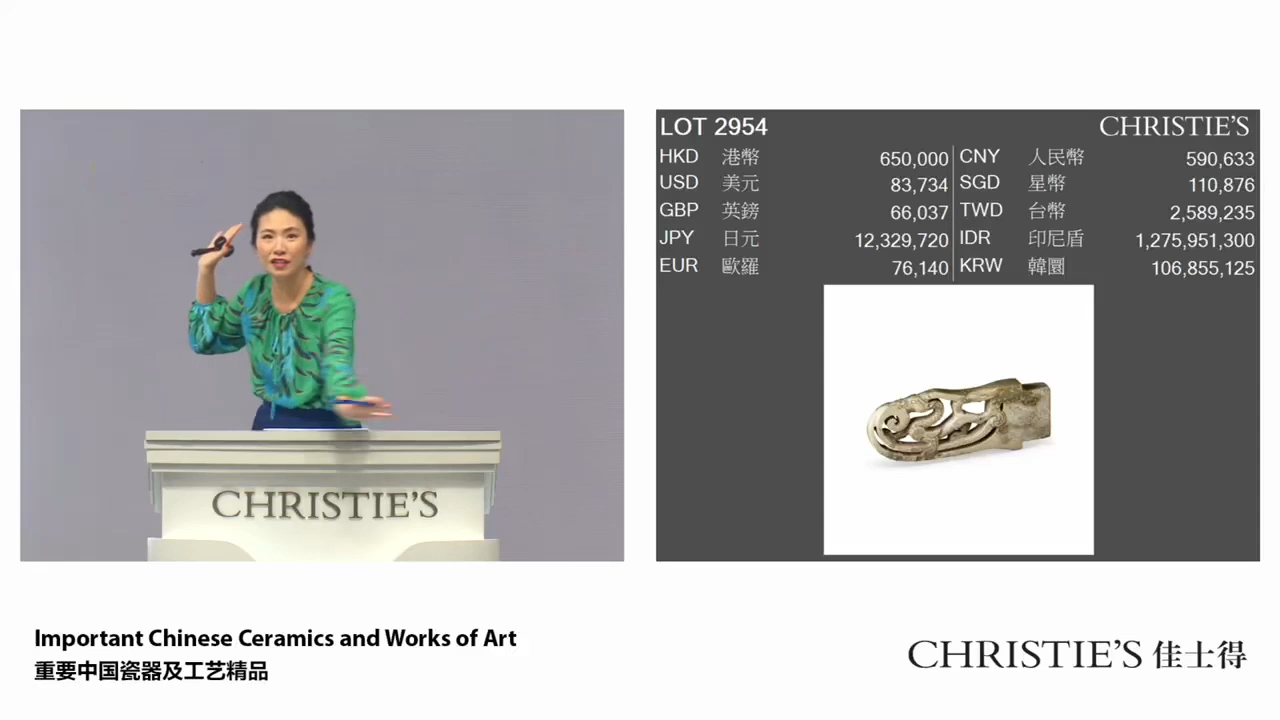 CHRISTIE'S
LOT 2954 CHRISTIE'S
HKD 港幣 650,000 CNY 人民幣 590,633
USD 美元 83,734 SGD 星幣 110,876
GBP 英鎊 66,037 TWD 台幣 2,589,235
JPY 日元 12,329,720 IDR 印尼盾 1,275,951,300
EUR 歐羅 76,140 KRW 韓圜 106,855,125
Important Chinese Ceramics and Works of Art
重要中国瓷器及工艺精品
CHRISTIE'S 佳士得